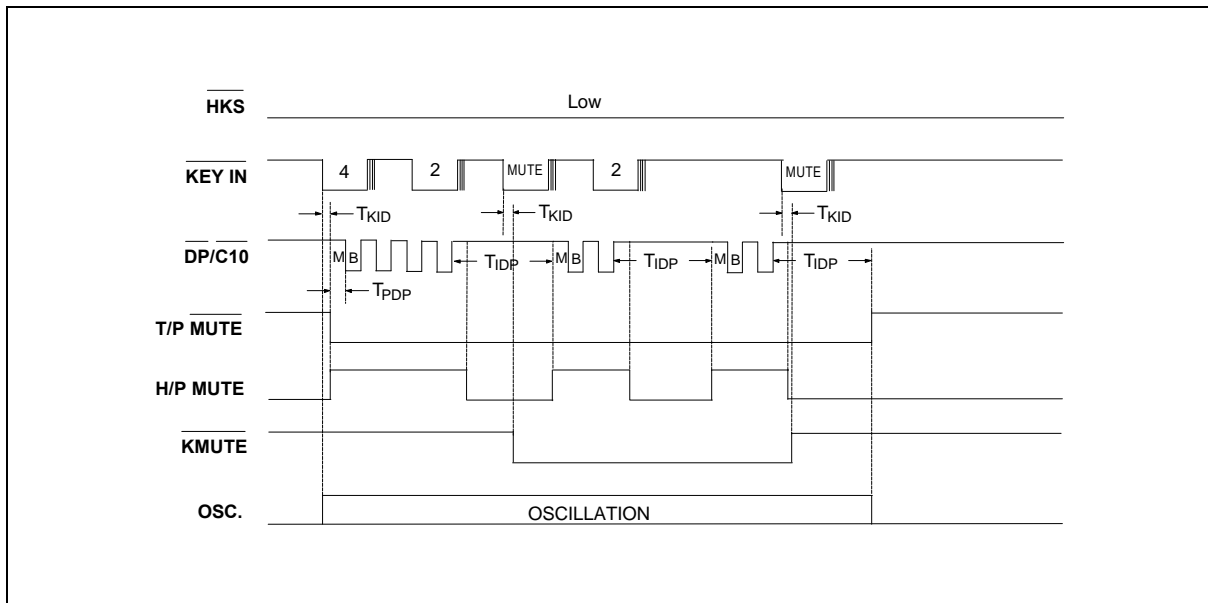 HKS
Low
KEY IN
4 2 MUTE 2 MUTE
TKID TKID TKID
DP/C10
M B TIDP M B TIDP M B TIDP
TPDP
T/P MUTE
H/P MUTE
KMUTE
OSC.
OSCILLATION